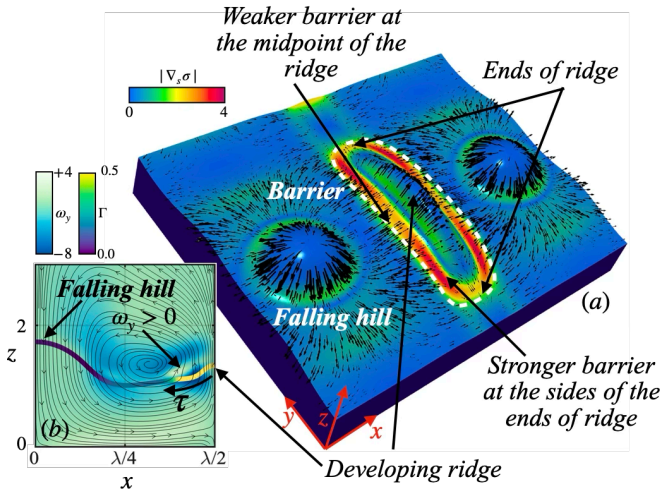 Weaker barrier at
the midpoint of the
ridge
Ends of ridge
|∇ₛσ|
0
4
Barrier
Falling hill
(a)
+4
ω_y
−8
0.5
Γ
0.0
Falling hill
ω_y > 0
2
z
τ
(b)
0
0
λ/4
λ/2
x
y
z
x
Stronger barrier
at the sides of the
ends of ridge
Developing ridge